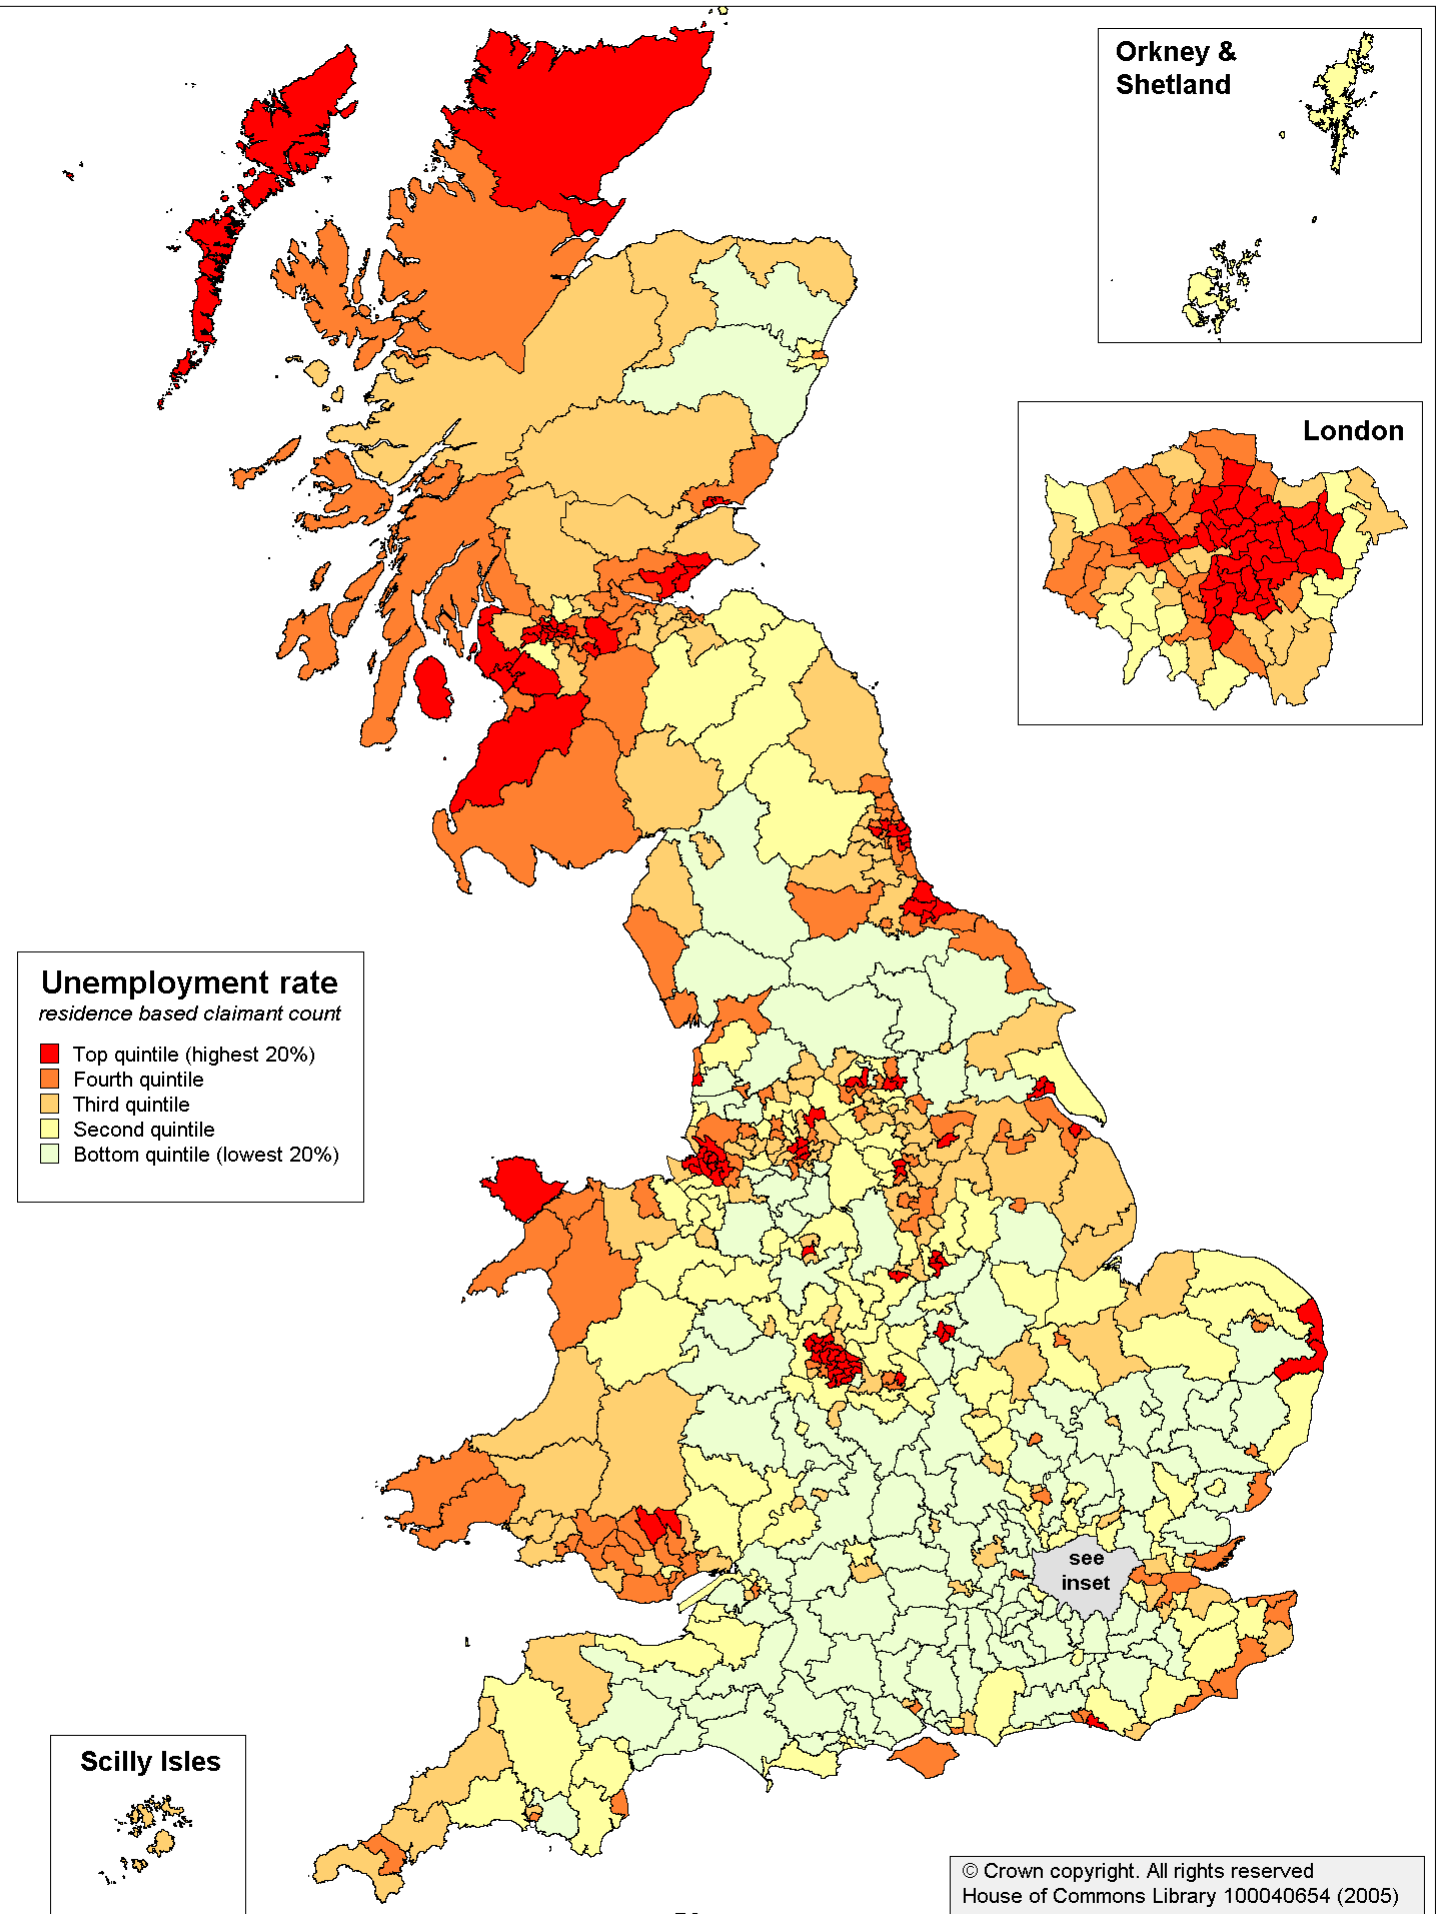 Orkney &
Shetland
London
Unemployment rate
residence based claimant count
Top quintile (highest 20%)
Fourth quintile
Third quintile
Second quintile
Bottom quintile (lowest 20%)
see
inset
Scilly Isles
© Crown copyright. All rights reserved
House of Commons Library 100040654 (2005)